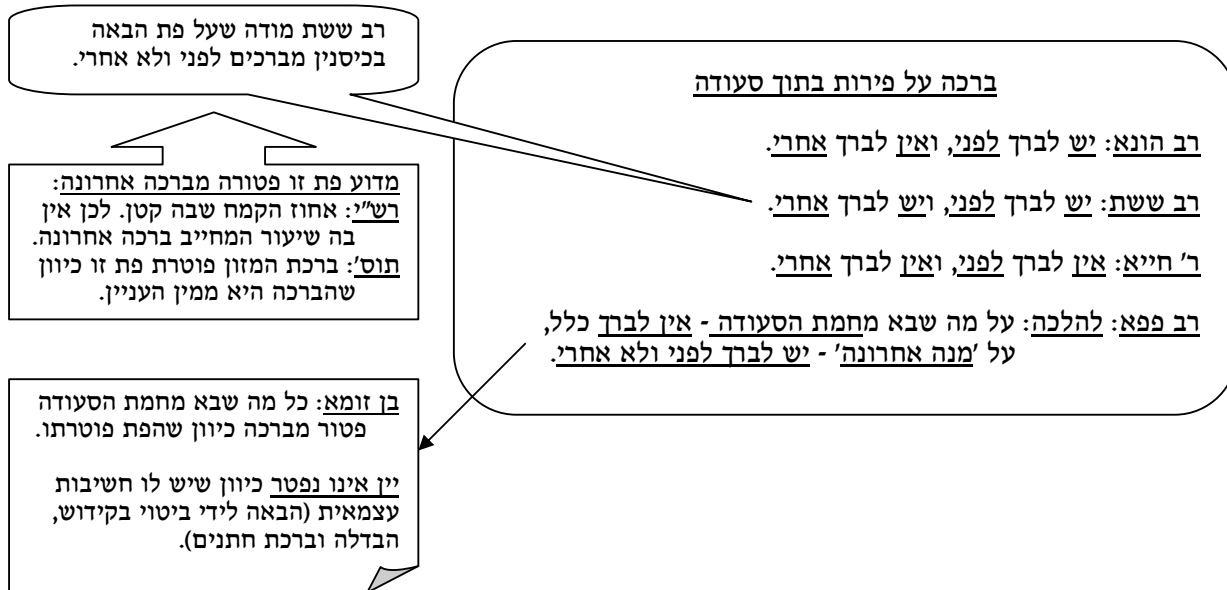 ברכה על פירות בתוך סעודה
רב הונא: יש לברך לפני, ואין לברך אחרי.
רב ששת: יש לברך לפני, ויש לברך אחרי.
ר' חייא: אין לברך לפני, ואין לברך אחרי.
רב פפא: להלכה: על מה שבא מחמת הסעודה - אין לברך כלל,
על 'מנה אחרונה' - יש לברך לפני ולא אחרי.
רב ששת מודה שעל פת הבאה
בכיסנין מברכים לפני ולא אחרי.
מדוע פת זו פטורה מברכה אחרונה:
רש"י: אחוז הקמח שבה קטן. לכן אין
בה שיעור המחייב ברכה אחרונה.
תוס': ברכת המזון פוטרת פת זו כיוון
שהברכה היא ממין העניין.
בן זומא: כל מה שבא מחמת הסעודה
פטור מברכה כיוון שהפת פוטרתו.
יין אינו נפטר כיוון שיש לו חשיבות
עצמאית (הבאה לידי ביטוי בקידוש,
הבדלה וברכת חתנים).